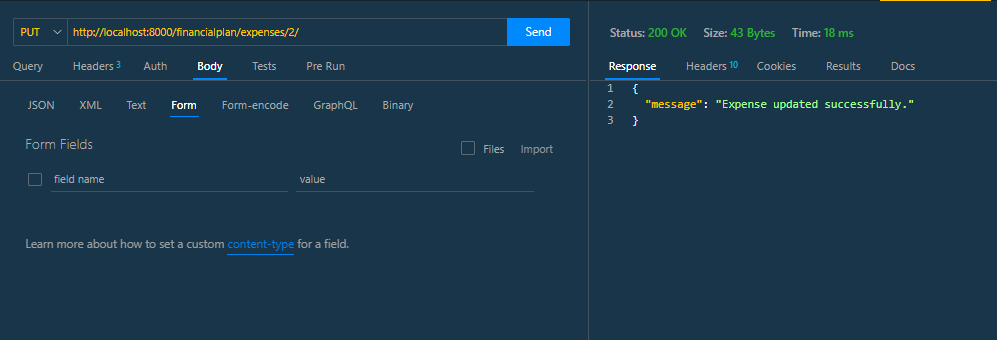 PUT http://localhost:8000/financialplan/expenses/2/ Send
Query Headers 3 Auth Body Tests Pre Run
JSON XML Text Form Form-encode GraphQL Binary
Form Fields Files Import
field name value
Learn more about how to set a custom content-type for a field.
Status: 200 OK Size: 43 Bytes Time: 18 ms
Response Headers 10 Cookies Results Docs
1 {
2 "message": "Expense updated successfully."
3 }